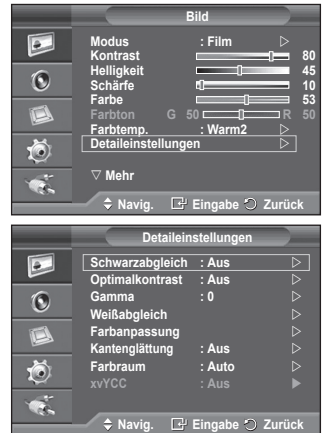 Bild
Modus : Film
Kontrast 80
Helligkeit 45
Schärfe 10
Farbe 53
Farbton G 50 R 50
Farbtemp. : Warm2
Detaileinstellungen
Mehr
Navig. Eingabe Zurück
Detaileinstellungen
Schwarzabgleich : Aus
Optimalkontrast : Aus
Gamma : 0
Weißabgleich
Farbanpassung
Kantenglättung : Aus
Farbraum : Auto
xvYCC : Aus
Navig. Eingabe Zurück